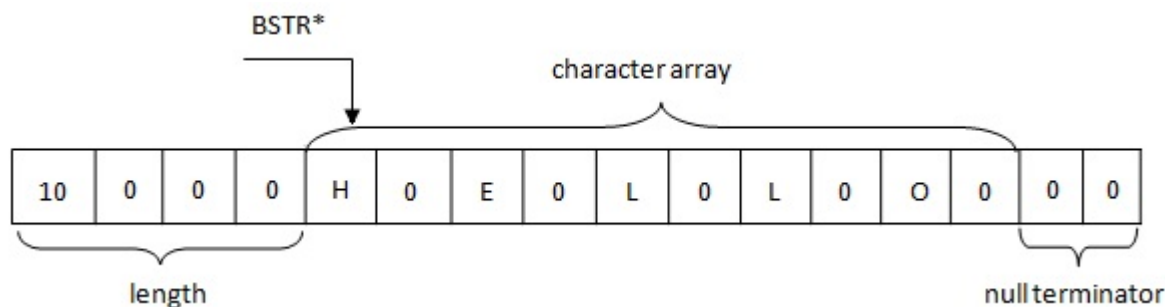 BSTR*
character array
10 0 0 0 H 0 E 0 L 0 L 0 O 0 0 0
length
null terminator